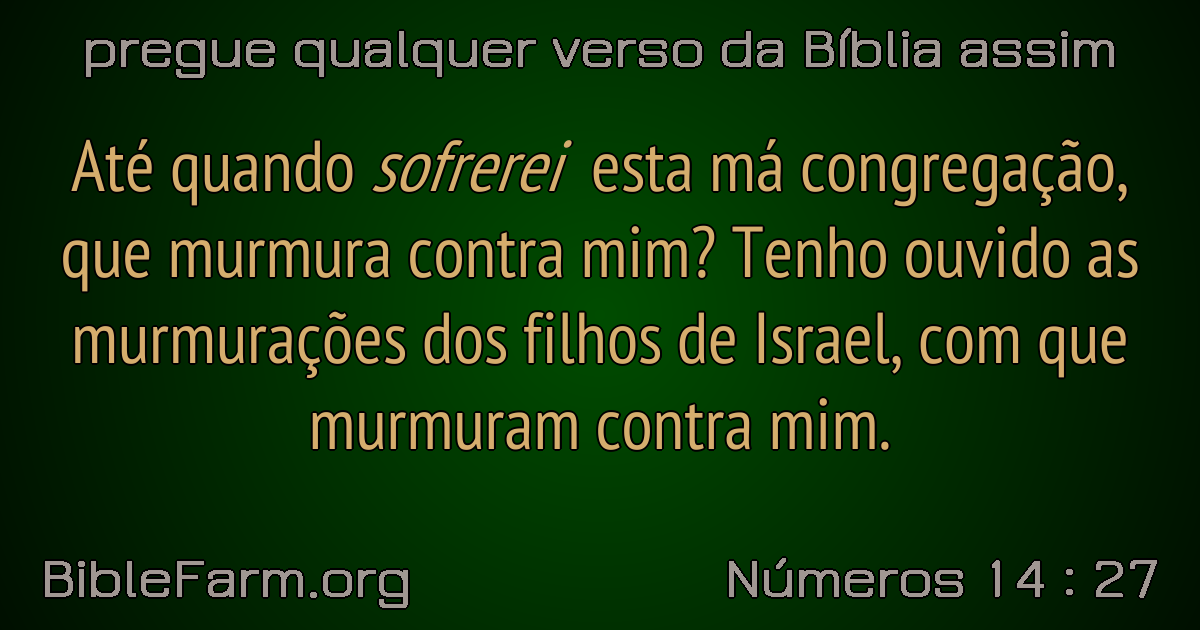 pregue qualquer verso da Bíblia assim
Até quando sofrerei esta má congregação,
que murmura contra mim? Tenho ouvido as
murmurações dos filhos de Israel, com que
murmuram contra mim.
BibleFarm.org
Números 14 : 27